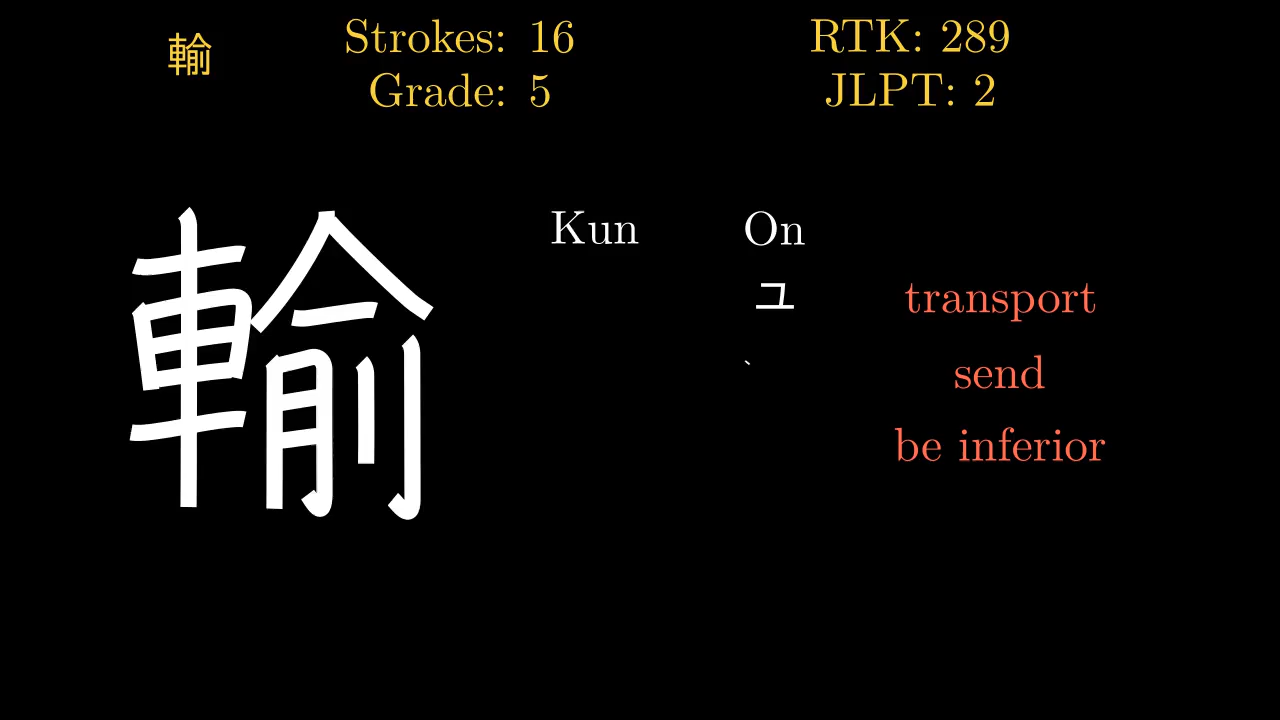 輸
Strokes: 16
Grade: 5
RTK: 289
JLPT: 2
輸
Kun
On
ユ
transport
send
be inferior